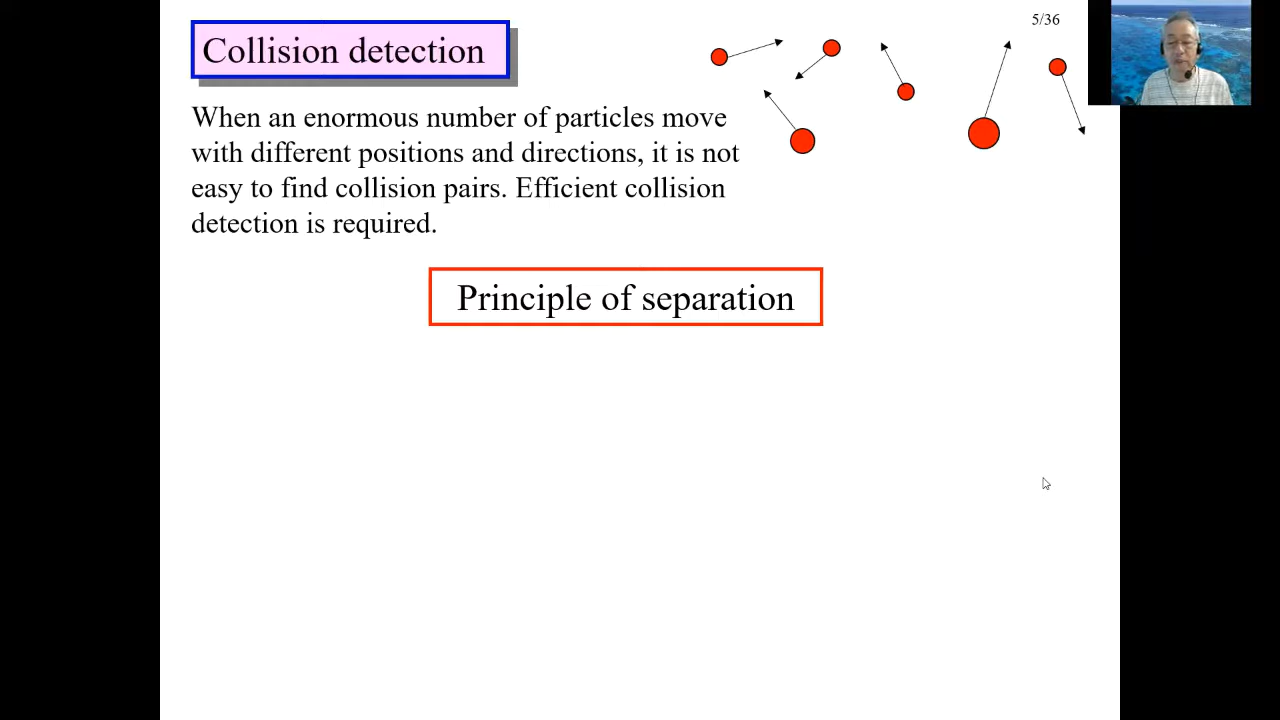 Collision detection
5/36
When an enormous number of particles move
with different positions and directions, it is not
easy to find collision pairs. Efficient collision
detection is required.
Principle of separation